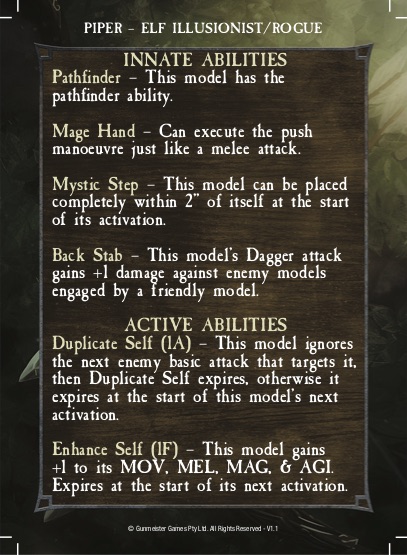 PIPER – ELF ILLUSIONIST/ROGUE
INNATE ABILITIES
Pathfinder – This model has the
pathfinder ability.
Mage Hand – Can execute the push
manoeuvre just like a melee attack.
Mystic Step – This model can be placed
completely within 2” of itself at the start
of its activation.
Back Stab – This model’s Dagger attack
gains +1 damage against enemy models
engaged by a friendly model.
ACTIVE ABILITIES
Duplicate Self (1A) – This model ignores
the next enemy basic attack that targets it,
then Duplicate Self expires, otherwise it
expires at the start of this model’s next
activation.
Enhance Self (1F) – This model gains
+1 to its MOV, MEL, MAG, & AGI.
Expires at the start of its next activation.
© Gunmeister Games Pty Ltd. All Rights Reserved - V1.1